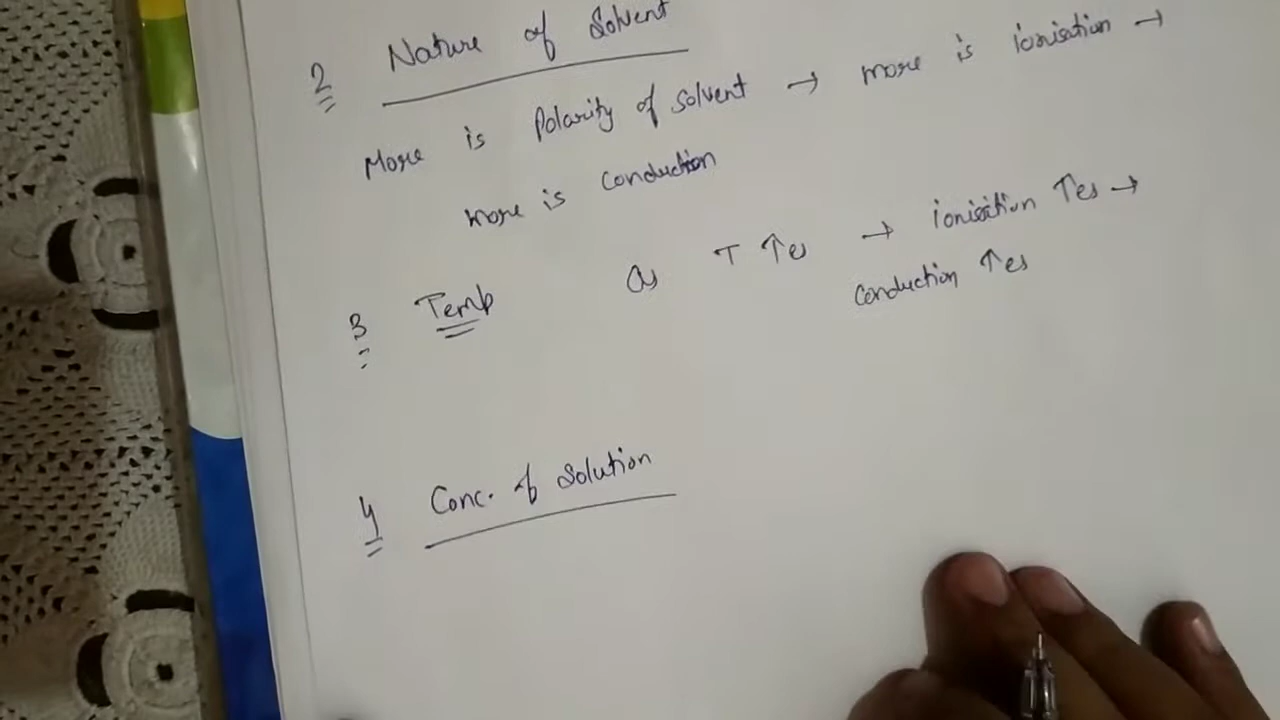 2 Nature of Solvent
More is Polarity of Solvent → more is ionisation →
more is conduction
3 Temp as T ↑es → ionisation ↑es →
conduction ↑es
4 Conc. of Solution